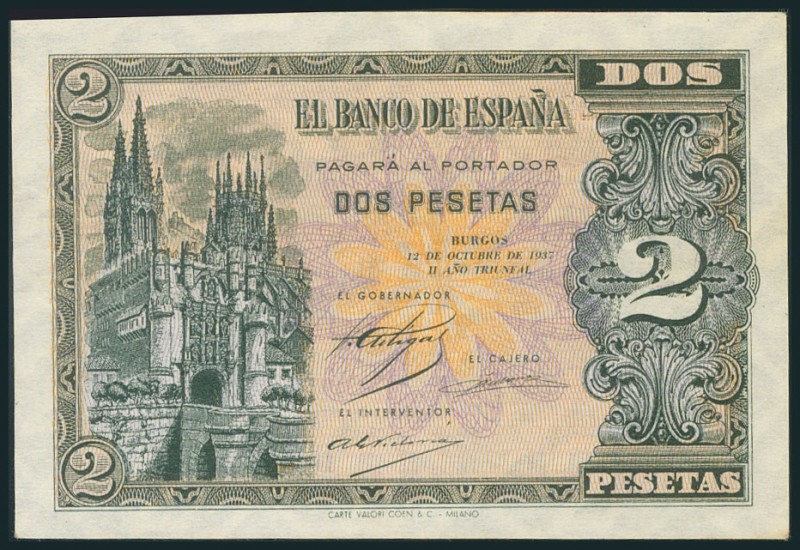 2
DOS
EL BANCO DE ESPAÑA
PAGARÁ AL PORTADOR
DOS PESETAS
BURGOS
12 DE OCTUBRE DE 1937
II AÑO TRIUNFAL
2
EL GOBERNADOR
EL CAJERO
EL INTERVENTOR
2
PESETAS
CARTE VALORI COEN & C. - MILANO